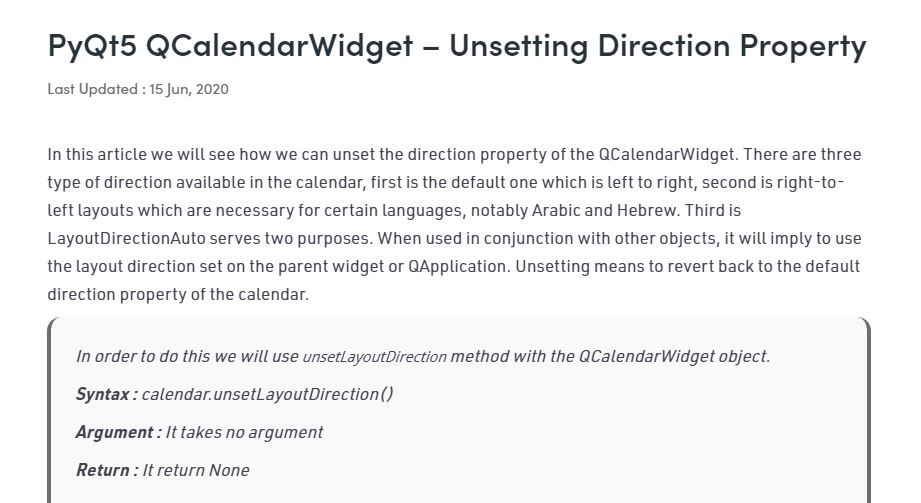 PyQt5 QCalendarWidget – Unsetting Direction Property
Last Updated : 15 Jun, 2020
In this article we will see how we can unset the direction property of the QCalendarWidget. There are three
type of direction available in the calendar, first is the default one which is left to right, second is right-to-
left layouts which are necessary for certain languages, notably Arabic and Hebrew. Third is
LayoutDirectionAuto serves two purposes. When used in conjunction with other objects, it will imply to use
the layout direction set on the parent widget or QApplication. Unsetting means to revert back to the default
direction property of the calendar.
In order to do this we will use unsetLayoutDirection method with the QCalendarWidget object.
Syntax : calendar.unsetLayoutDirection()
Argument : It takes no argument
Return : It return None